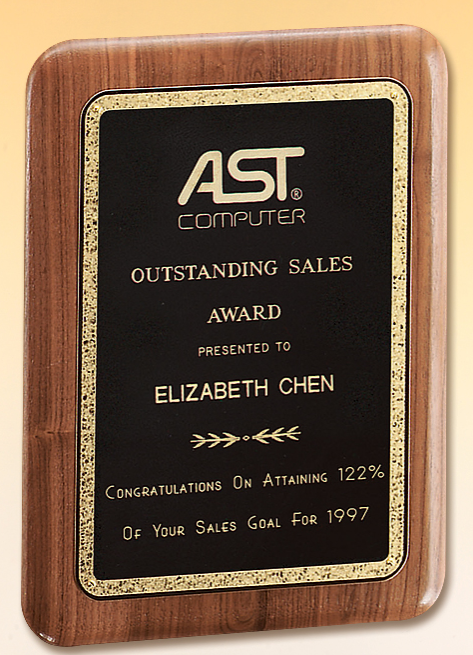 AST®
COMPUTER
OUTSTANDING SALES
AWARD
PRESENTED TO
ELIZABETH CHEN
CONGRATULATIONS ON ATTAINING 122%
OF YOUR SALES GOAL FOR 1997